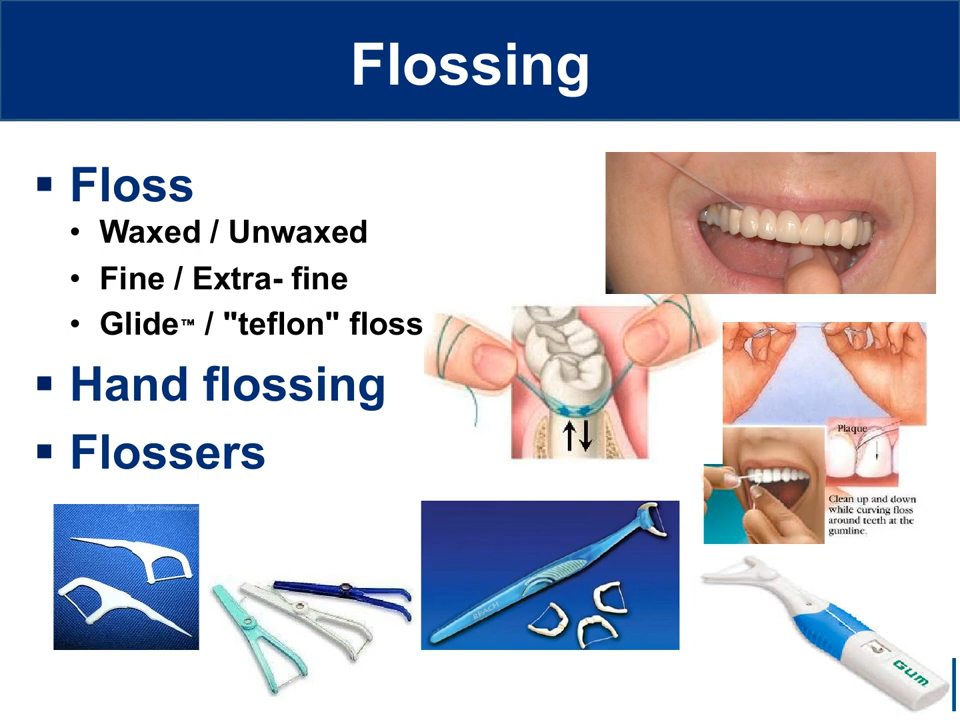 Flossing
▪ Floss
• Waxed / Unwaxed
• Fine / Extra- fine
• Glide™ / "teflon" floss
▪ Hand flossing
▪ Flossers
Plaque
Clean up and down
while curving floss
around teeth at the
gumline.
REACH
GUM